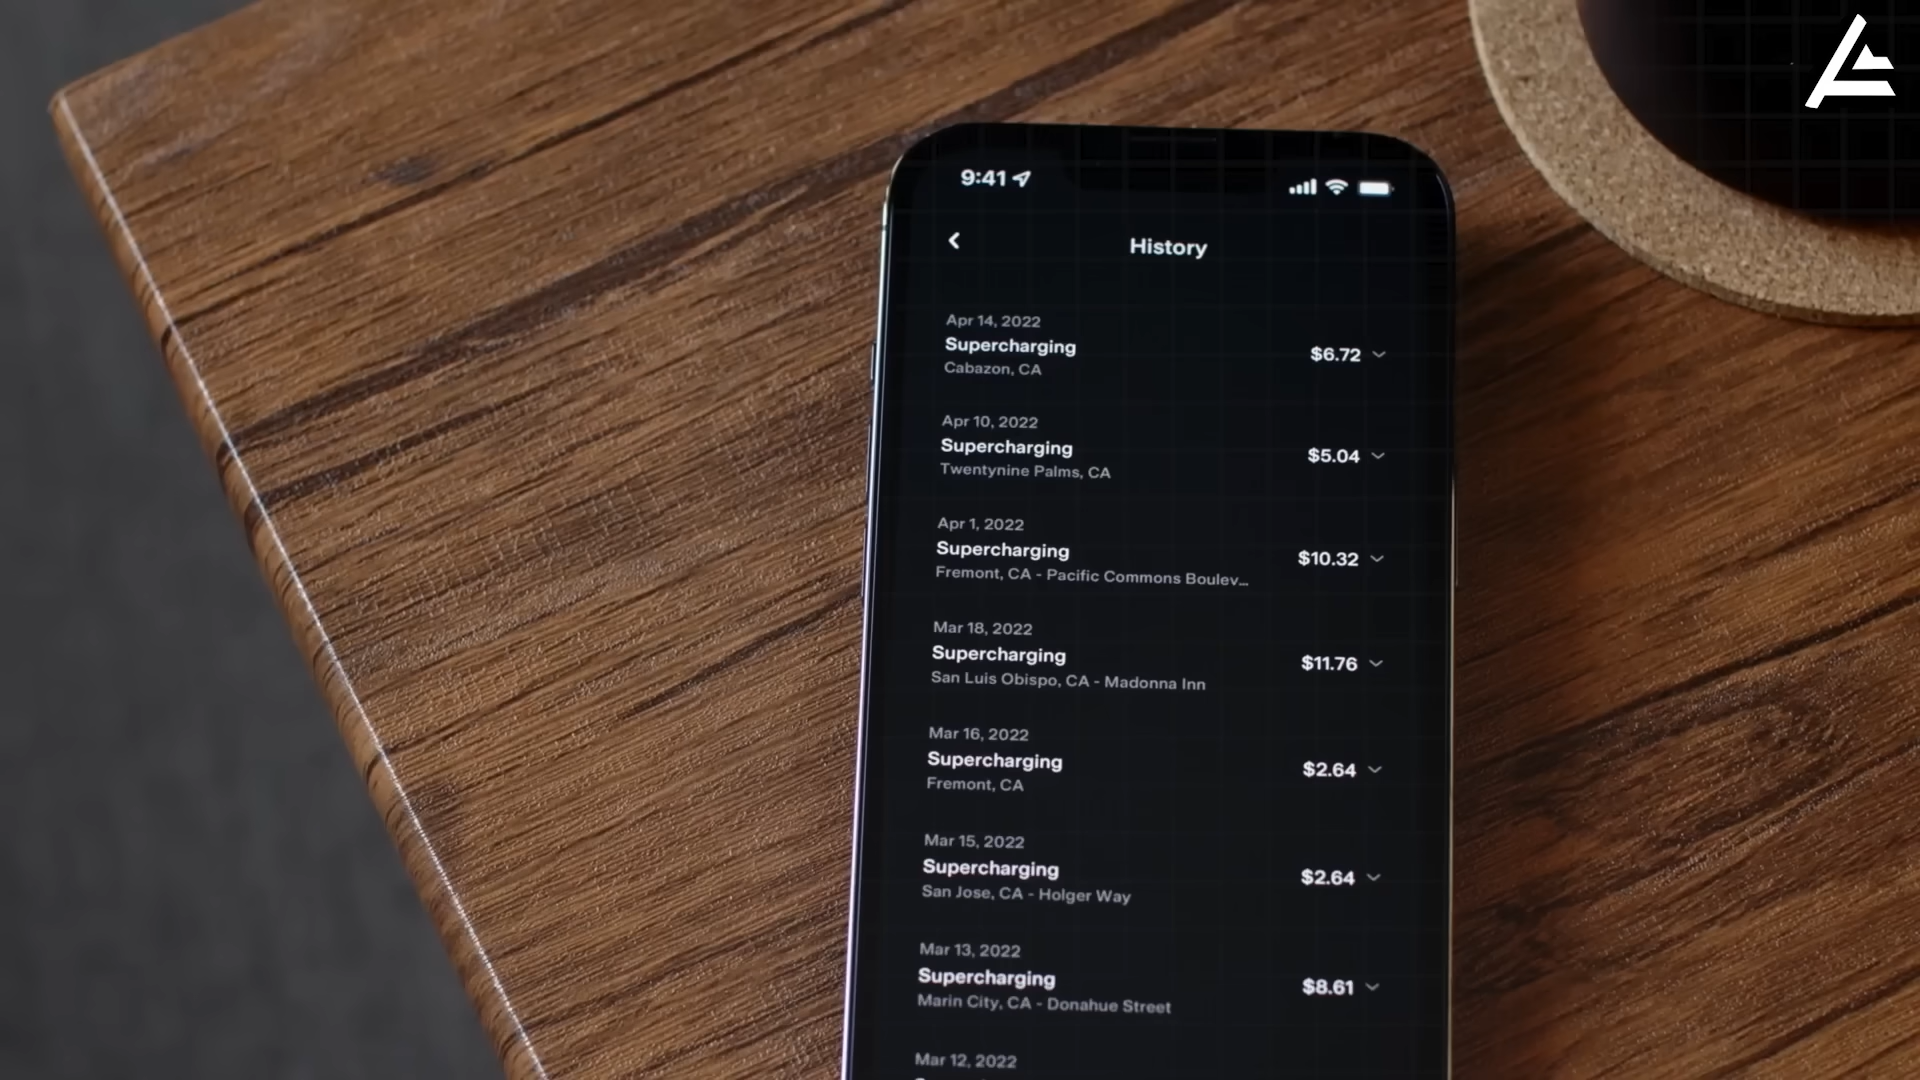 9:41
History
Apr 14, 2022
Supercharging
$6.72
Cabazon, CA
Apr 10, 2022
Supercharging
$5.04
Twentynine Palms, CA
Apr 1, 2022
Supercharging
$10.32
Fremont, CA - Pacific Commons Boulev...
Mar 18, 2022
Supercharging
$11.76
San Luis Obispo, CA - Madonna Inn
Mar 16, 2022
Supercharging
$2.64
Fremont, CA
Mar 15, 2022
Supercharging
$2.64
San Jose, CA - Holger Way
Mar 13, 2022
Supercharging
$8.61
Marin City, CA - Donahue Street
Mar 12, 2022